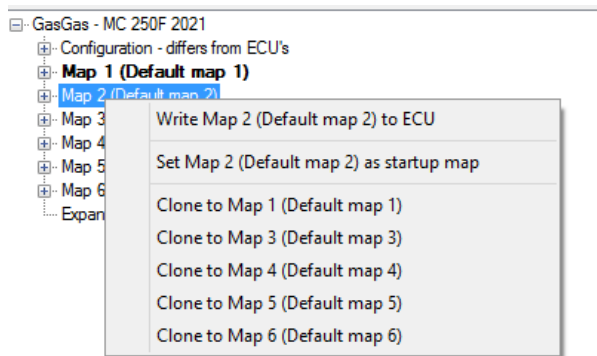 GasGas - MC 250F 2021
Configuration - differs from ECU's
Map 1 (Default map 1)
Map 2 (Default map 2)
Map 3
Map 4
Map 5
Map 6
Expan
Write Map 2 (Default map 2) to ECU
Set Map 2 (Default map 2) as startup map
Clone to Map 1 (Default map 1)
Clone to Map 3 (Default map 3)
Clone to Map 4 (Default map 4)
Clone to Map 5 (Default map 5)
Clone to Map 6 (Default map 6)